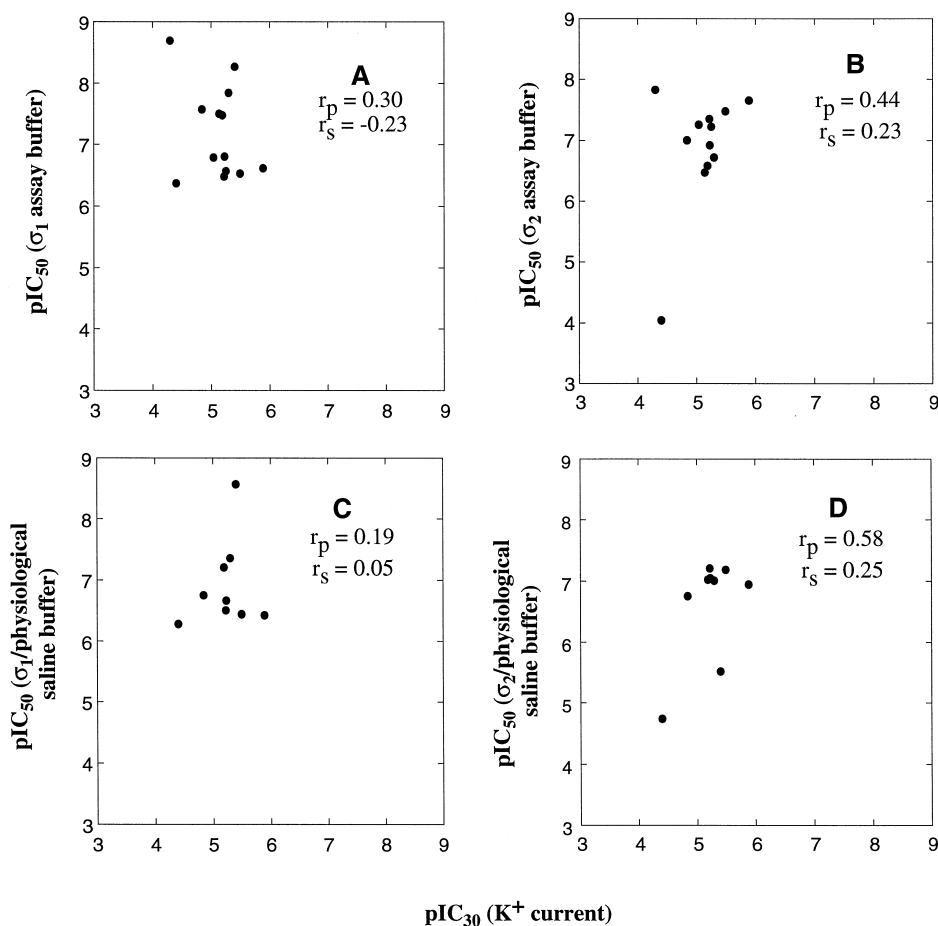 A
rp = 0.30
rs = -0.23
pIC50 (σ1 assay buffer)
9
8
7
6
5
4
3
3 4 5 6 7 8 9
B
rp = 0.44
rs = 0.23
pIC50 (σ2 assay buffer)
9
8
7
6
5
4
3
3 4 5 6 7 8 9
C
rp = 0.19
rs = 0.05
pIC50 (σ1/physiological
saline buffer)
9
8
7
6
5
4
3
3 4 5 6 7 8 9
D
rp = 0.58
rs = 0.25
pIC50 (σ2/physiological
saline buffer)
9
8
7
6
5
4
3
3 4 5 6 7 8 9
pIC30 (K+ current)